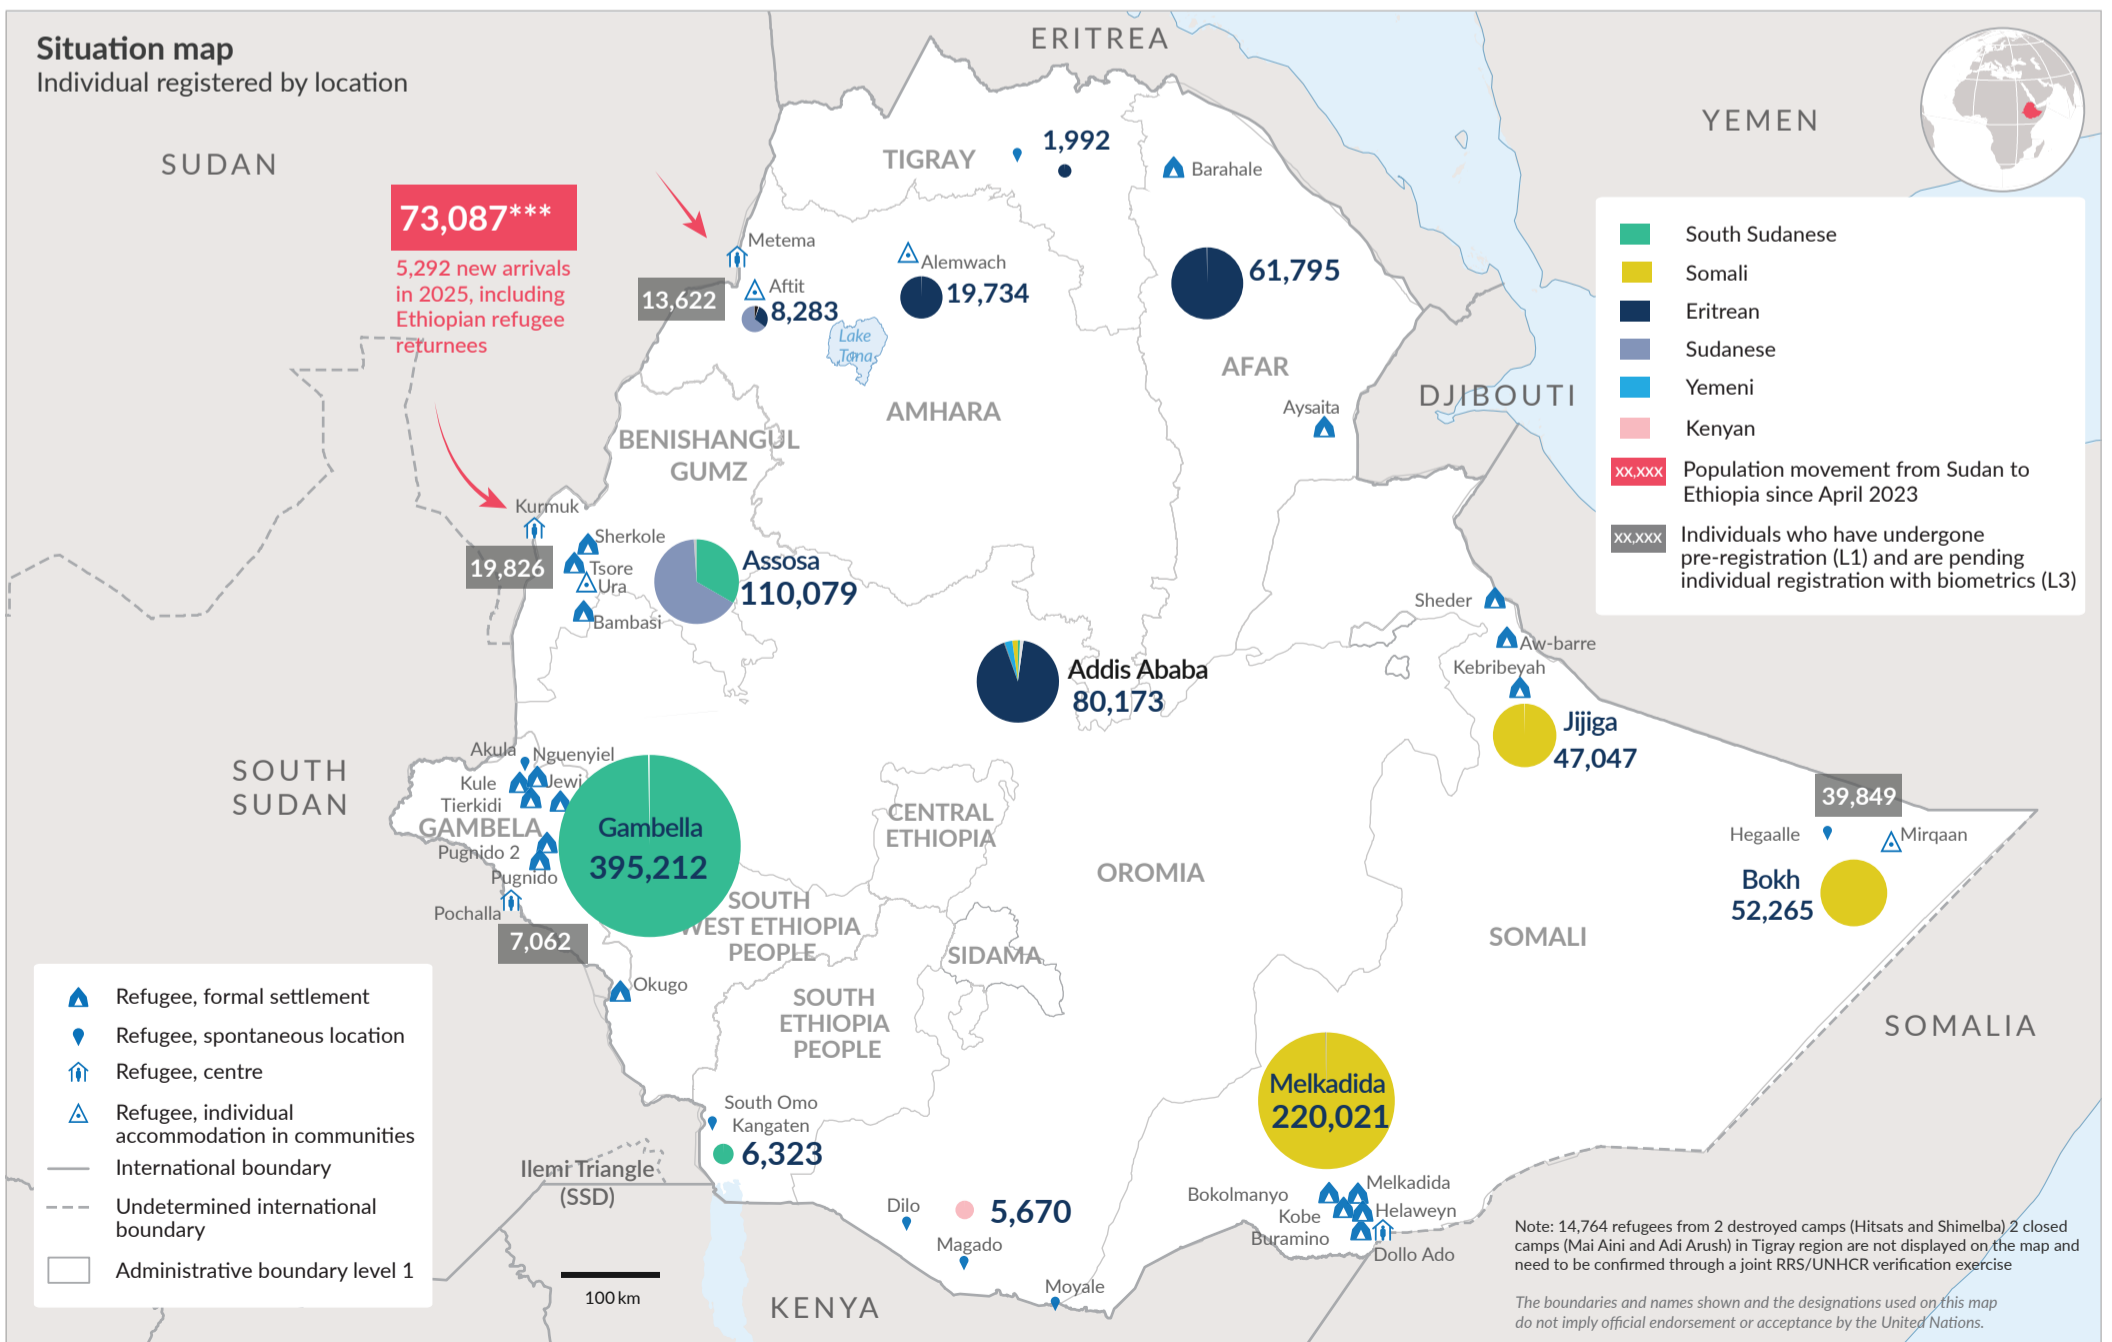 Situation map
Individual registered by location
ERITREA
YEMEN
SUDAN
TIGRAY
1,992
Barahale
73,087***
5,292 new arrivals
in 2025, including
Ethiopian refugee
returnees
Metema
13,622
Aftit
8,283
Alemwach
19,734
61,795
Lake
Tana
AFAR
AMHARA
DJIBOUTI
Aysaita
BENISHANGUL
GUMZ
South Sudanese
Somali
Eritrean
Sudanese
Yemeni
Kenyan
xx,xxx
Population movement from Sudan to
Ethiopia since April 2023
xx,xxx
Individuals who have undergone
pre-registration (L1) and are pending
individual registration with biometrics (L3)
Kurmuk
Sherkole
19,826
Tsore
Ura
Bambasi
Assosa
110,079
Addis Ababa
80,173
Sheder
Aw-barre
Kebribeyah
Jijiga
47,047
SOUTH
SUDAN
Akula
Nguenyiel
Kule
Jewi
Tierkidi
GAMBELA
Pugnido 2
Pugnido
Pochalla
7,062
Gambella
395,212
CENTRAL
ETHIOPIA
OROMIA
SOUTH
WEST ETHIOPIA
PEOPLE
SIDAMA
SOMALI
39,849
Hegaalle
Mirqaan
Bokh
52,265
Okugo
SOUTH
ETHIOPIA
PEOPLE
SOMALIA
Refugee, formal settlement
Refugee, spontaneous location
Refugee, centre
Refugee, individual
accommodation in communities
International boundary
Undetermined international
boundary
Administrative boundary level 1
South Omo
Kangaten
6,323
Ilemi Triangle
(SSD)
Melkadida
220,021
Bokolmanyo
Melkadida
Kobe
Helaweyn
Buramino
Dollo Ado
Dilo
5,670
Magado
Moyale
100 km
KENYA
Note: 14,764 refugees from 2 destroyed camps (Hitsats and Shimelba) 2 closed
camps (Mai Aini and Adi Arush) in Tigray region are not displayed on the map and
need to be confirmed through a joint RRS/UNHCR verification exercise
The boundaries and names shown and the designations used on this map
do not imply official endorsement or acceptance by the United Nations.